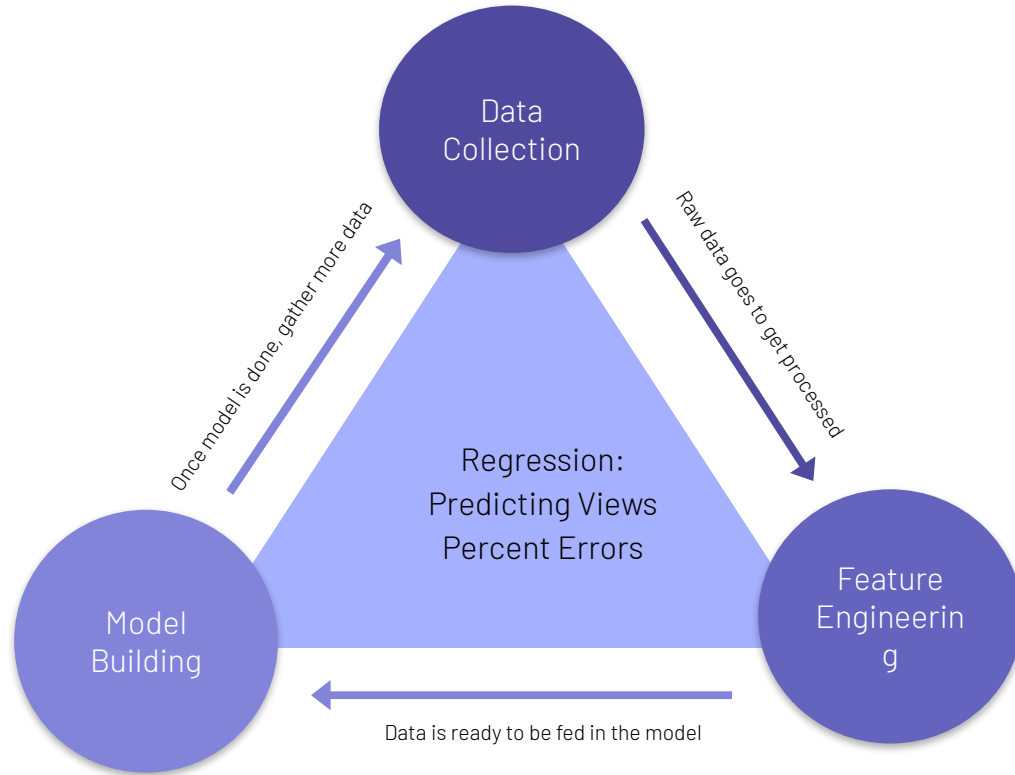 Data
Collection
Raw data goes to get processed
Once model is done, gather more data
Regression:
Predicting Views
Percent Errors
Feature
Engineerin
g
Model
Building
Data is ready to be fed in the model